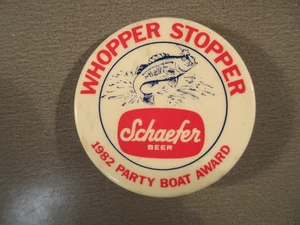 WHOPPER STOPPER
Schaefer
BEER
1982 PARTY BOAT AWARD